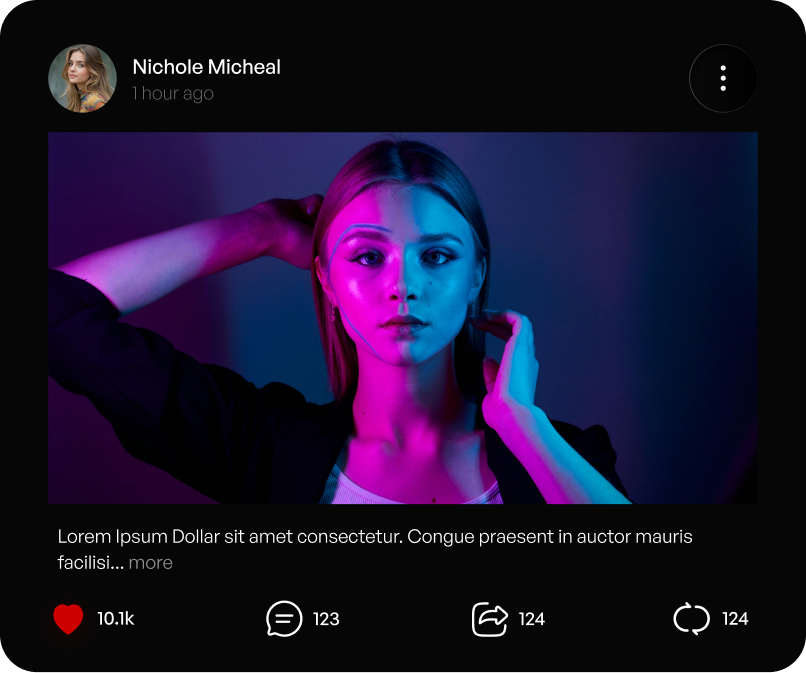 Nichole Micheal
1 hour ago
Lorem Ipsum Dollar sit amet consectetur. Congue praesent in auctor mauris
facilisi... more
10.1k
123
124
124